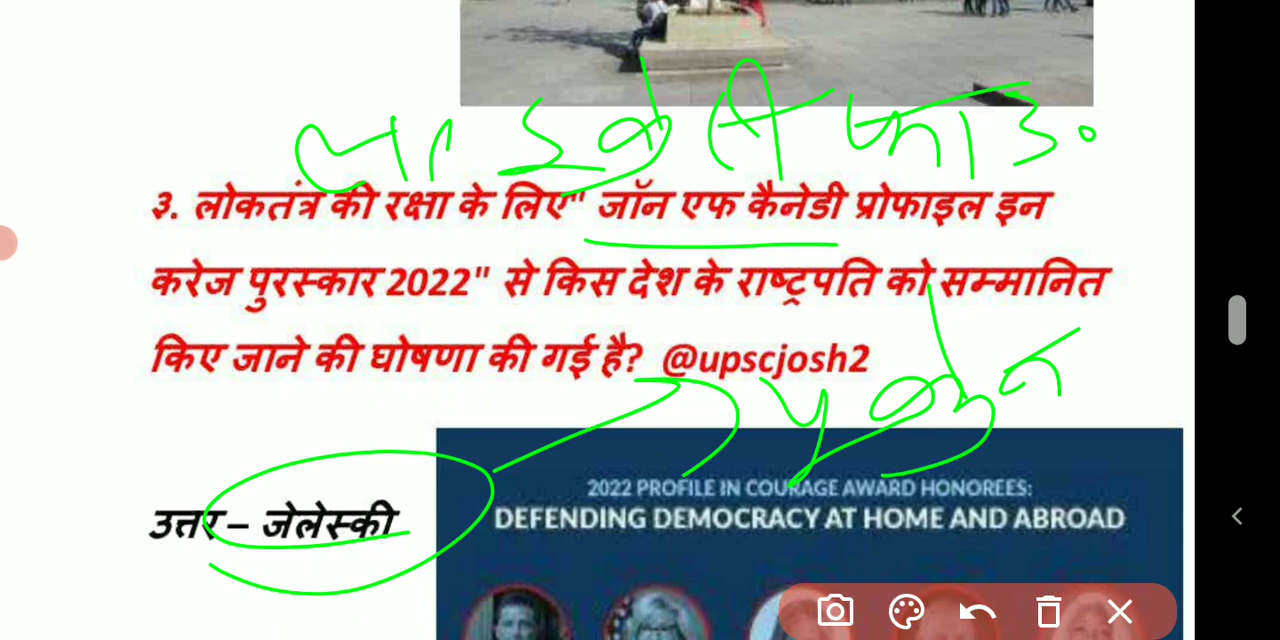 ३. लोकतंत्र की रक्षा के लिए" जॉन एफ कैनेडी प्रोफाइल इन
करेज पुरस्कार 2022" से किस देश के राष्ट्रपति को सम्मानित
किए जाने की घोषणा की गई है? @upscjosh2
उत्तर – जेलेस्की
2022 PROFILE IN COURAGE AWARD HONOREES:
DEFENDING DEMOCRACY AT HOME AND ABROAD